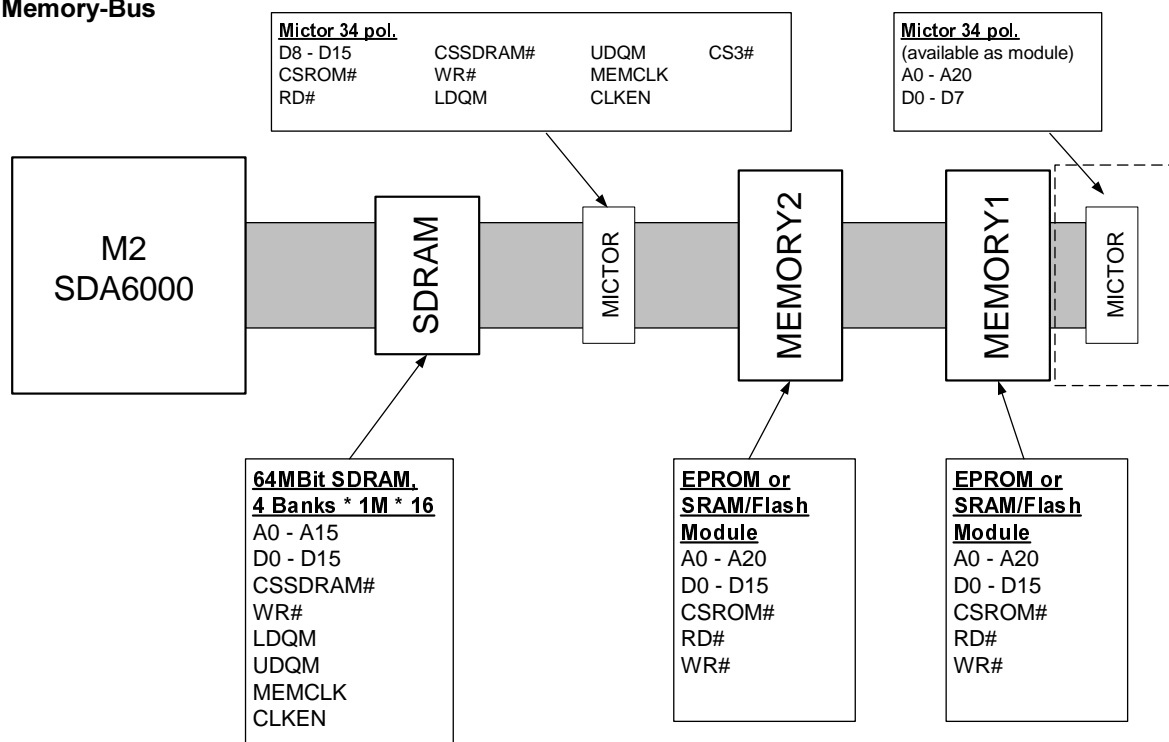 Memory-Bus
Mictor 34 pol.
D8 - D15 CSSDRAM# UDQM CS3#
CSROM# WR# MEMCLK
RD# LDQM CLKEN
Mictor 34 pol.
(available as module)
A0 - A20
D0 - D7
M2
SDA6000
SDRAM
MICTOR
MEMORY2
MEMORY1
MICTOR
64MBit SDRAM,
4 Banks * 1M * 16
A0 - A15
D0 - D15
CSSDRAM#
WR#
LDQM
UDQM
MEMCLK
CLKEN
EPROM or
SRAM/Flash
Module
A0 - A20
D0 - D15
CSROM#
RD#
WR#
EPROM or
SRAM/Flash
Module
A0 - A20
D0 - D15
CSROM#
RD#
WR#